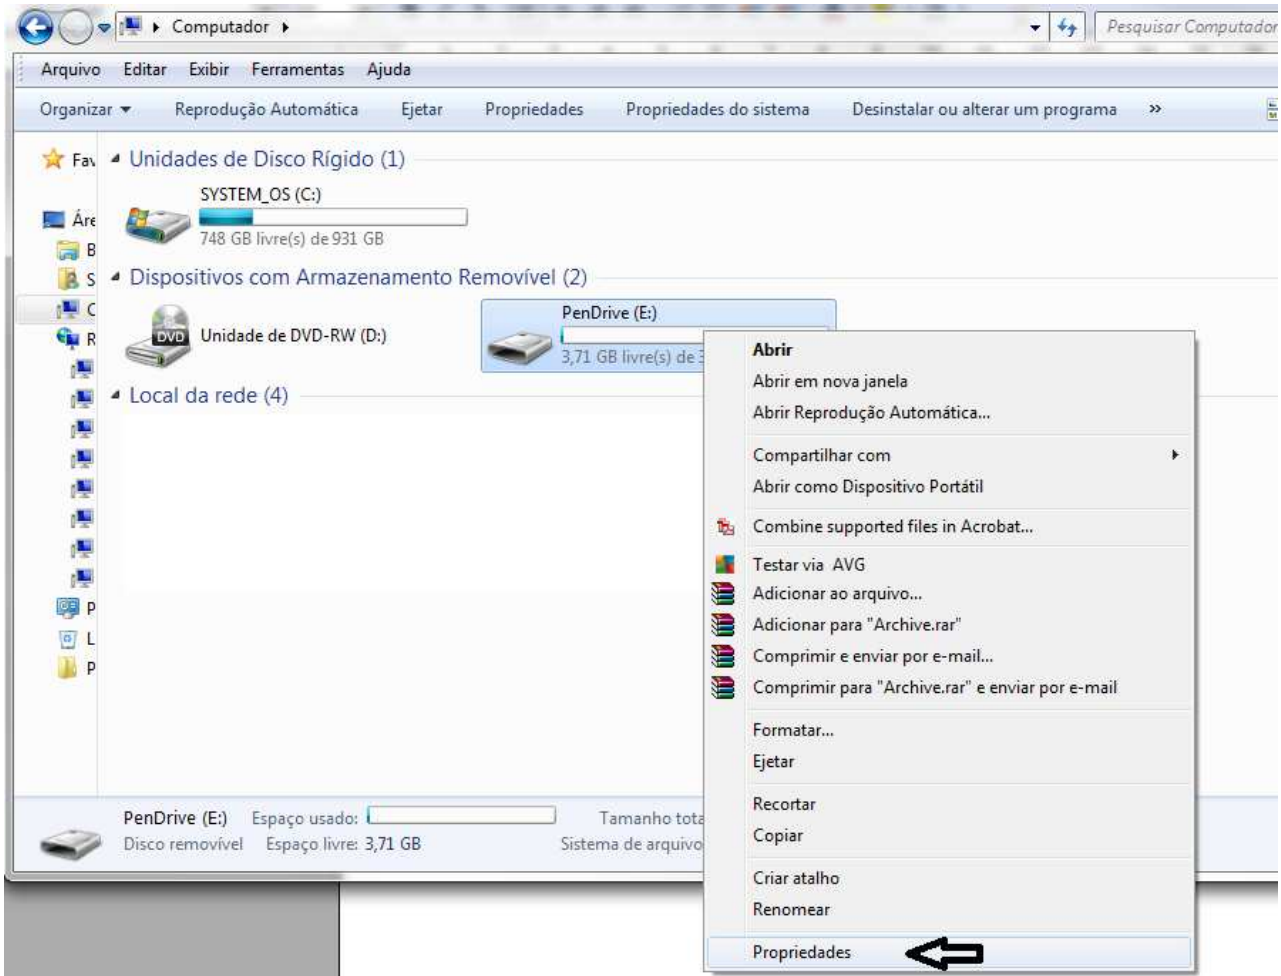 Computador
Pesquisar Computador
Arquivo Editar Exibir Ferramentas Ajuda
Organizar Reprodução Automática Ejetar Propriedades Propriedades do sistema Desinstalar ou alterar um programa »
Fav
Unidades de Disco Rígido (1)
SYSTEM_OS (C:)
748 GB livre(s) de 931 GB
Áre
B
S
C
R
P
L
P
Dispositivos com Armazenamento Removível (2)
Unidade de DVD-RW (D:)
DVD
PenDrive (E:)
3,71 GB livre(s) de 3
Local da rede (4)
Abrir
Abrir em nova janela
Abrir Reprodução Automática...
Compartilhar com
Abrir como Dispositivo Portátil
Combine supported files in Acrobat...
Testar via AVG
Adicionar ao arquivo...
Adicionar para "Archive.rar"
Comprimir e enviar por e-mail...
Comprimir para "Archive.rar" e enviar por e-mail
Formatar...
Ejetar
Recortar
Copiar
Criar atalho
Renomear
Propriedades
PenDrive (E:) Espaço usado: Tamanho tota
Disco removível Espaço livre: 3,71 GB Sistema de arquivo